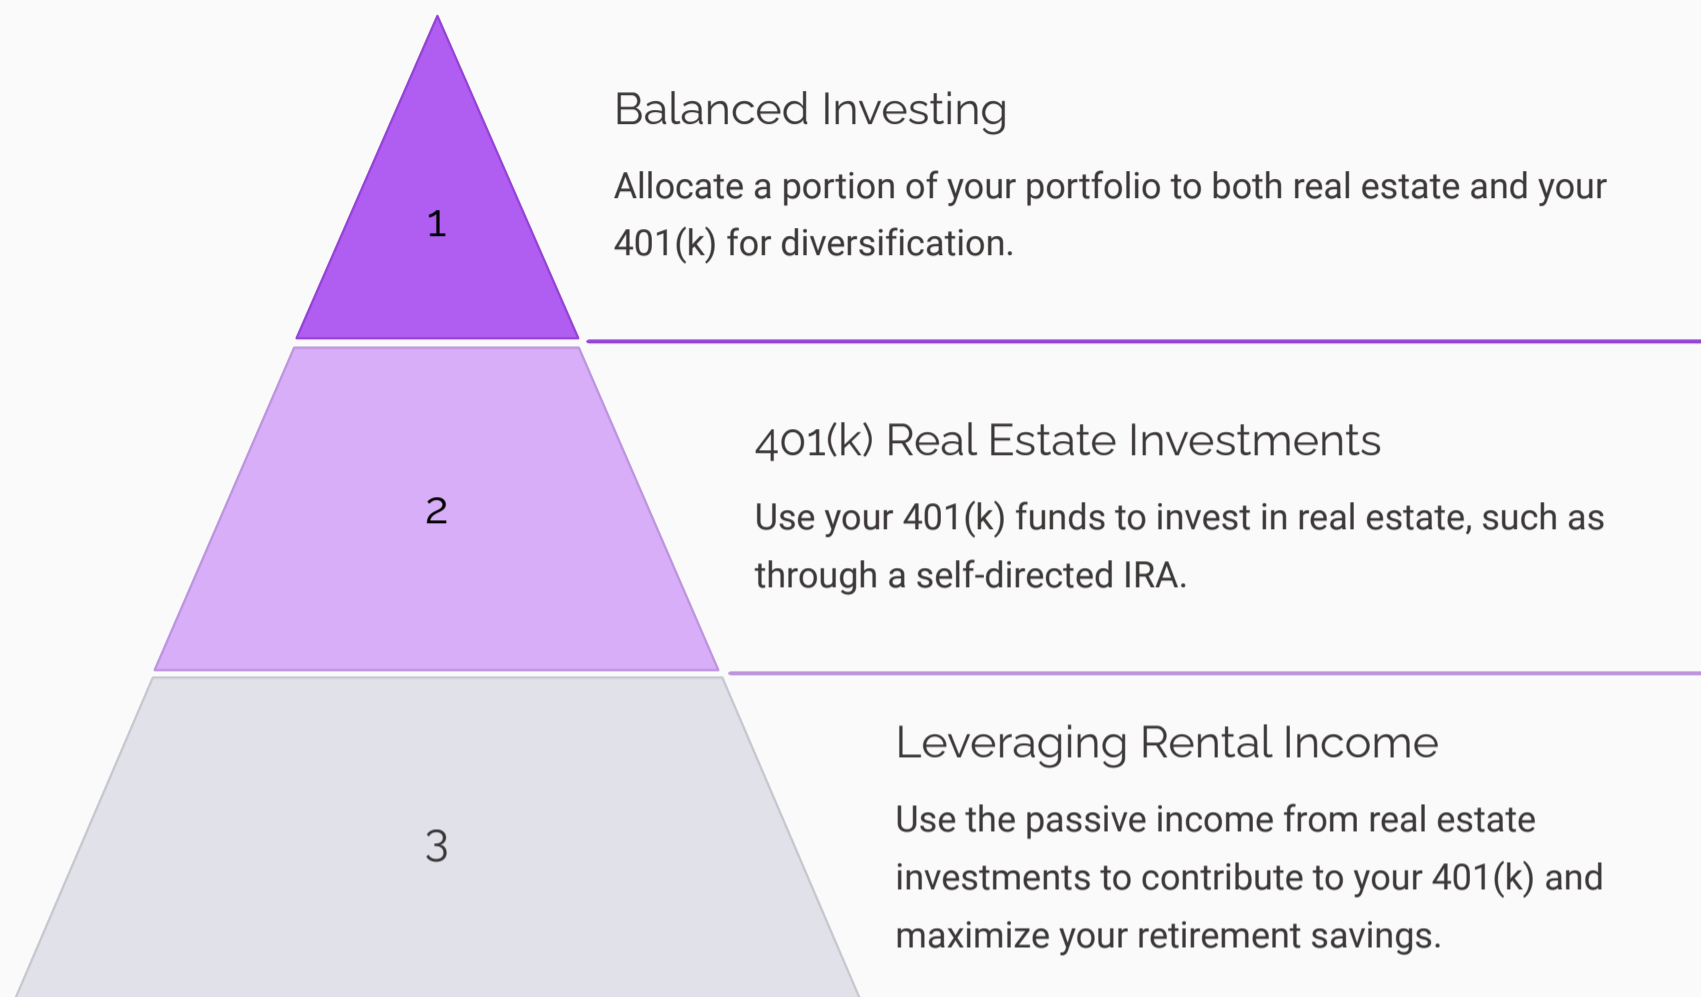 1
Balanced Investing
Allocate a portion of your portfolio to both real estate and your
401(k) for diversification.
2
401(k) Real Estate Investments
Use your 401(k) funds to invest in real estate, such as
through a self-directed IRA.
3
Leveraging Rental Income
Use the passive income from real estate
investments to contribute to your 401(k) and
maximize your retirement savings.